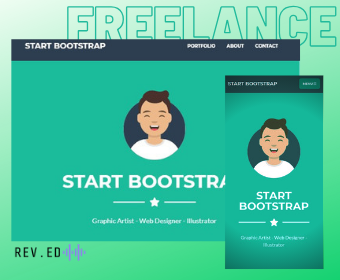 FREELANCE
START BOOTSTRAP
PORTFOLIO ABOUT CONTACT
START BOOTSTRA
Graphic Artist - Web Designer - Illustrator
START BOOTSTRAP
START
BOOTSTRAP
Graphic Artist - Web Designer -
Illustrator
REV.ED